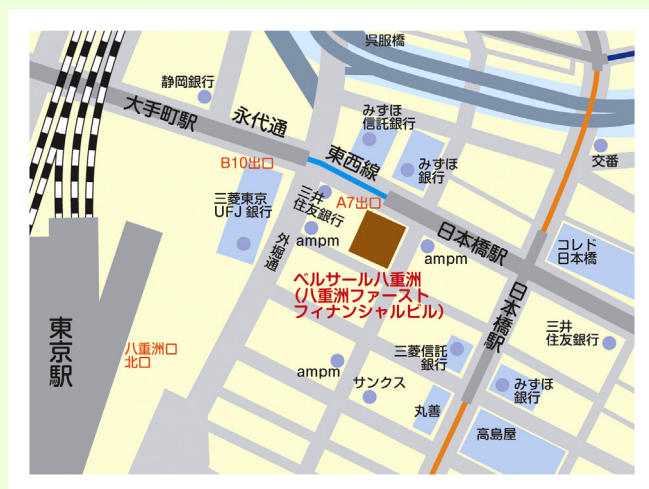 呉服橋
静岡銀行
大手町駅
永代通
みずほ
信託銀行
東西線
みずほ
銀行
交番
B10出口
三菱東京
UFJ銀行
三井
住友銀行
A7出口
ampm
外堀通
日本橋駅
ampm
コレド
日本橋
ベルサール八重洲
(八重洲ファースト
フィナンシャルビル)
日本橋駅
東京駅
八重洲口
北口
ampm
サンクス
三菱信託
銀行
三井
住友銀行
みずほ
銀行
丸善
高島屋